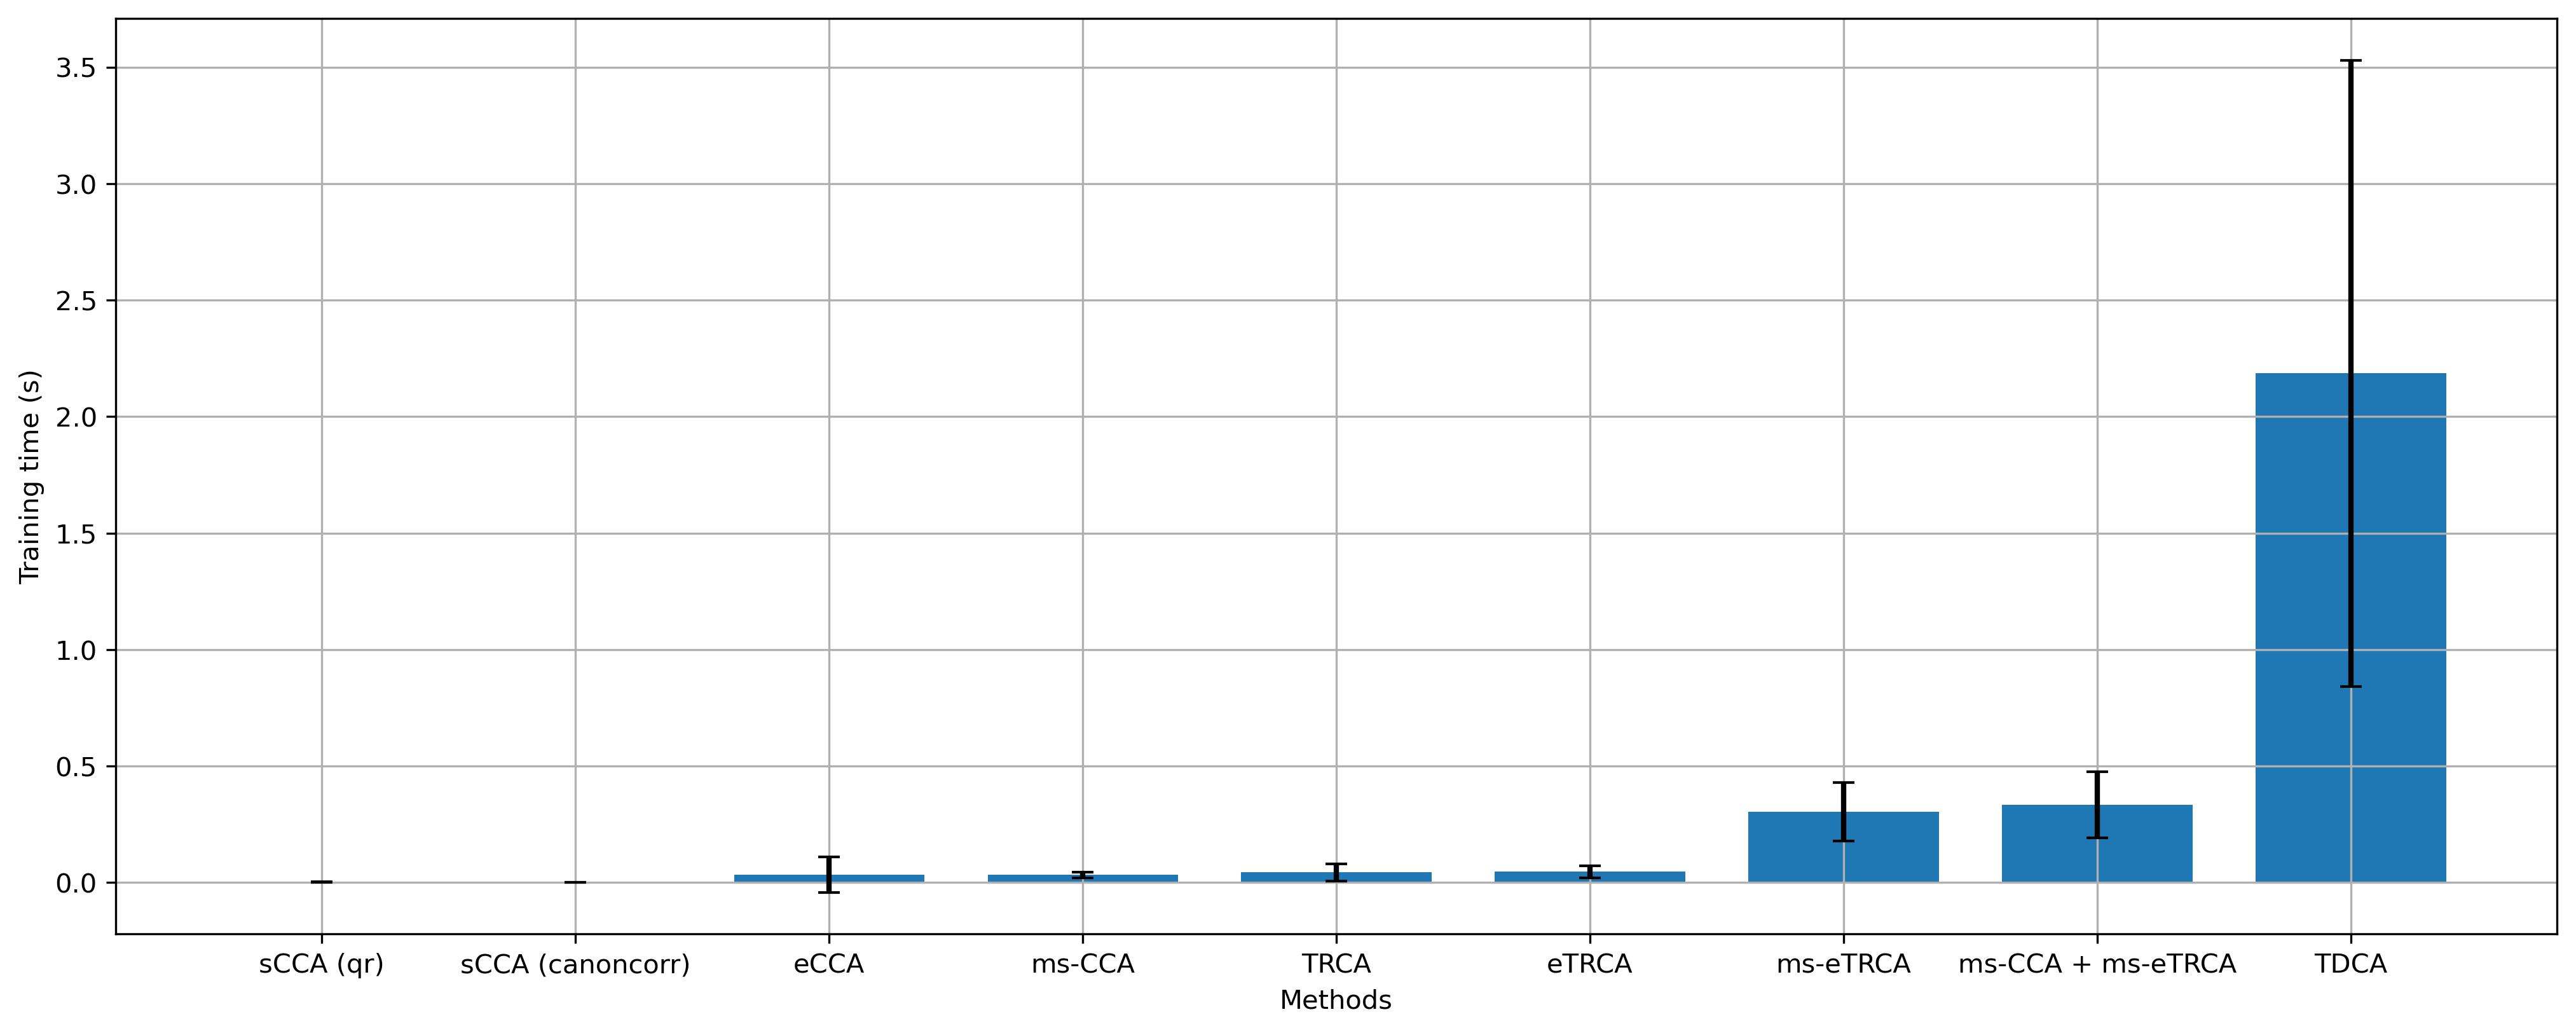 3.5
3.0
2.5
2.0
1.5
1.0
0.5
0.0
Training time (s)
sCCA (qr)
sCCA (canoncorr)
eCCA
ms-CCA
TRCA
eTRCA
ms-eTRCA
ms-CCA + ms-eTRCA
TDCA
Methods